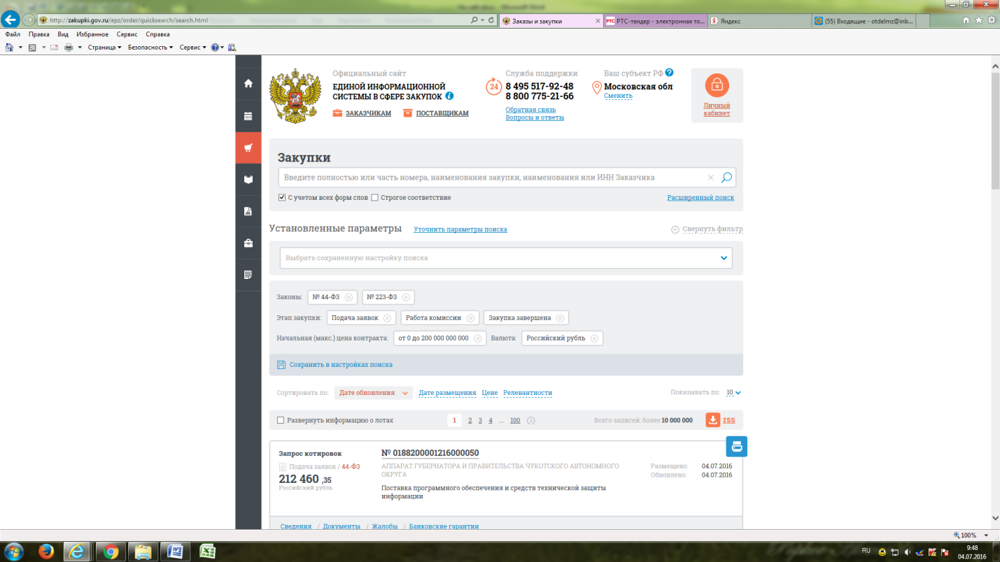 http://zakupki.gov.ru/epz/order/quicksearch/search.html
Заказы и закупки
РТС-тендер - электронная то...
Яндекс
(55) Входящие - otdelmz@inb...
Файл Правка Вид Избранное Сервис Справка
Страница Безопасность Сервис
Официальный сайт
ЕДИНОЙ ИНФОРМАЦИОННОЙ
СИСТЕМЫ В СФЕРЕ ЗАКУПОК
ЗАКАЗЧИКАМ ПОСТАВЩИКАМ
24
Служба поддержки
8 495 517-92-48
8 800 775-21-66
Обратная связь
Вопросы и ответы
Ваш субъект РФ
Московская обл
Сменить
Личный
кабинет
Закупки
Введите полностью или часть номера, наименования закупки, наименования или ИНН Заказчика
С учетом всех форм слов Строгое соответствие Расширенный поиск
Установленные параметры Уточнить параметры поиска Свернуть фильтр
Выбрать сохраненную настройку поиска
Законы: № 44-ФЗ № 223-ФЗ
Этап закупки: Подача заявок Работа комиссии Закупка завершена
Начальная (макс.) цена контракта: от 0 до 200 000 000 000 Валюта: Российский рубль
Сохранить в настройках поиска
Сортировать по: Дате обновления Дате размещения Цене Релевантности Показывать по: 10
Развернуть информацию о лотах 1 2 3 4 ... 100 Всего записей: более 10 000 000 RSS
Запрос котировок
Подача заявок / 44-ФЗ
212 460 ,35
Российский рубль
№ 0188200001216000050
АППАРАТ ГУБЕРНАТОРА И ПРАВИТЕЛЬСТВА ЧУКОТСКОГО АВТОНОМНОГО
ОКРУГА
Поставка программного обеспечения и средств технической защиты
информации
Размещено: 04.07.2016
Обновлено: 04.07.2016
Сведения / Документы / Жалобы / Банковские гарантии
100%
RU
9:48
04.07.2016